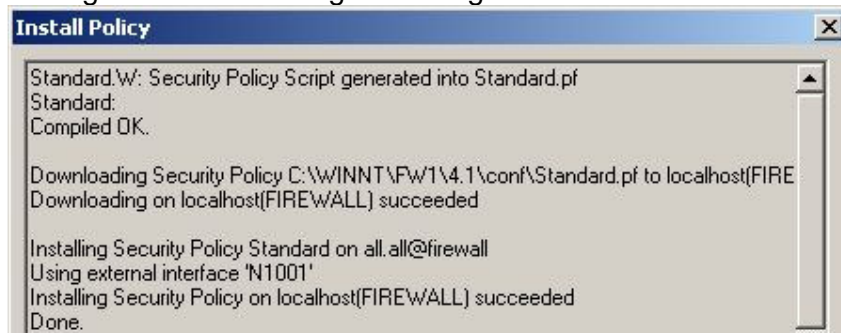 Install Policy
Standard.W: Security Policy Script generated into Standard.pf
Standard:
Compiled OK.
Downloading Security Policy C:\WINNT\FW1\4.1\conf\Standard.pf to localhost(FIRE
Downloading on localhost(FIREWALL) succeeded
Installing Security Policy Standard on all.all@firewall
Using external interface 'N1001'
Installing Security Policy on localhost(FIREWALL) succeeded
Done.